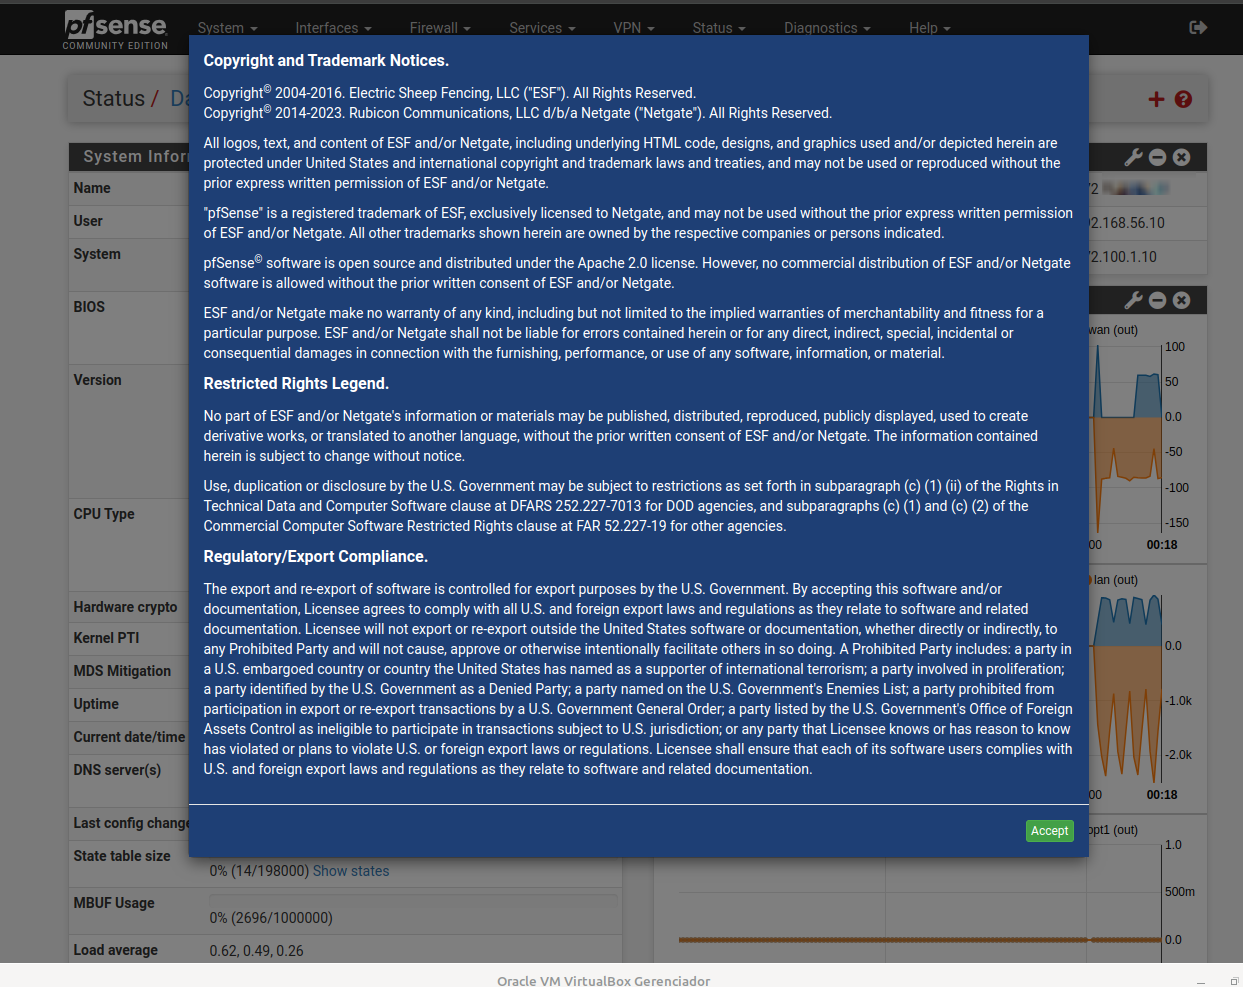 pfsense
COMMUNITY EDITION
System Interfaces Firewall Services VPN Status Diagnostics Help
Status /
Copyright and Trademark Notices.
Copyright© 2004-2016. Electric Sheep Fencing, LLC ("ESF"). All Rights Reserved.
Copyright© 2014-2023. Rubicon Communications, LLC d/b/a Netgate ("Netgate"). All Rights Reserved.
All logos, text, and content of ESF and/or Netgate, including underlying HTML code, designs, and graphics used and/or depicted herein are
protected under United States and international copyright and trademark laws and treaties, and may not be used or reproduced without the
prior express written permission of ESF and/or Netgate.
"pfSense" is a registered trademark of ESF, exclusively licensed to Netgate, and may not be used without the prior express written permission
of ESF and/or Netgate. All other trademarks shown herein are owned by the respective companies or persons indicated.
pfSense© software is open source and distributed under the Apache 2.0 license. However, no commercial distribution of ESF and/or Netgate
software is allowed without the prior written consent of ESF and/or Netgate.
ESF and/or Netgate make no warranty of any kind, including but not limited to the implied warranties of merchantability and fitness for a
particular purpose. ESF and/or Netgate shall not be liable for errors contained herein or for any direct, indirect, special, incidental or
consequential damages in connection with the furnishing, performance, or use of any software, information, or material.
Restricted Rights Legend.
No part of ESF and/or Netgate's information or materials may be published, distributed, reproduced, publicly displayed, used to create
derivative works, or translated to another language, without the prior written consent of ESF and/or Netgate. The information contained
herein is subject to change without notice.
Use, duplication or disclosure by the U.S. Government may be subject to restrictions as set forth in subparagraph (c) (1) (ii) of the Rights in
Technical Data and Computer Software clause at DFARS 252.227-7013 for DOD agencies, and subparagraphs (c) (1) and (c) (2) of the
Commercial Computer Software Restricted Rights clause at FAR 52.227-19 for other agencies.
Regulatory/Export Compliance.
The export and re-export of software is controlled for export purposes by the U.S. Government. By accepting this software and/or
documentation, Licensee agrees to comply with all U.S. and foreign export laws and regulations as they relate to software and related
documentation. Licensee will not export or re-export outside the United States software or documentation, whether directly or indirectly, to
any Prohibited Party and will not cause, approve or otherwise intentionally facilitate others in so doing. A Prohibited Party includes: a party in
a U.S. embargoed country or country the United States has named as a supporter of international terrorism; a party involved in proliferation;
a party identified by the U.S. Government as a Denied Party; a party named on the U.S. Government's Enemies List; a party prohibited from
participation in export or re-export transactions by a U.S. Government General Order; a party listed by the U.S. Government's Office of Foreign
Assets Control as ineligible to participate in transactions subject to U.S. jurisdiction; or any party that Licensee knows or has reason to know
has violated or plans to violate U.S. or foreign export laws or regulations. Licensee shall ensure that each of its software users complies with
U.S. and foreign export laws and regulations as they relate to software and related documentation.
Accept
System
Name
User
System
BIOS
Version
CPU Type
Hardware crypto
Kernel PTI
MDS Mitigation
Uptime
Current date/time
DNS server(s)
Last config change
State table size
0% (14/198000) Show states
MBUF Usage
0% (2696/1000000)
Load average
0.62, 0.49, 0.26
2.168.56.10
2.100.1.10
wan (out)
100
50
0.0
-50
-100
-150
00 00:18
lan (out)
0.0
-1.0k
-2.0k
00 00:18
opt1 (out)
1.0
500m
0.0
Oracle VM VirtualBox Gerenciador